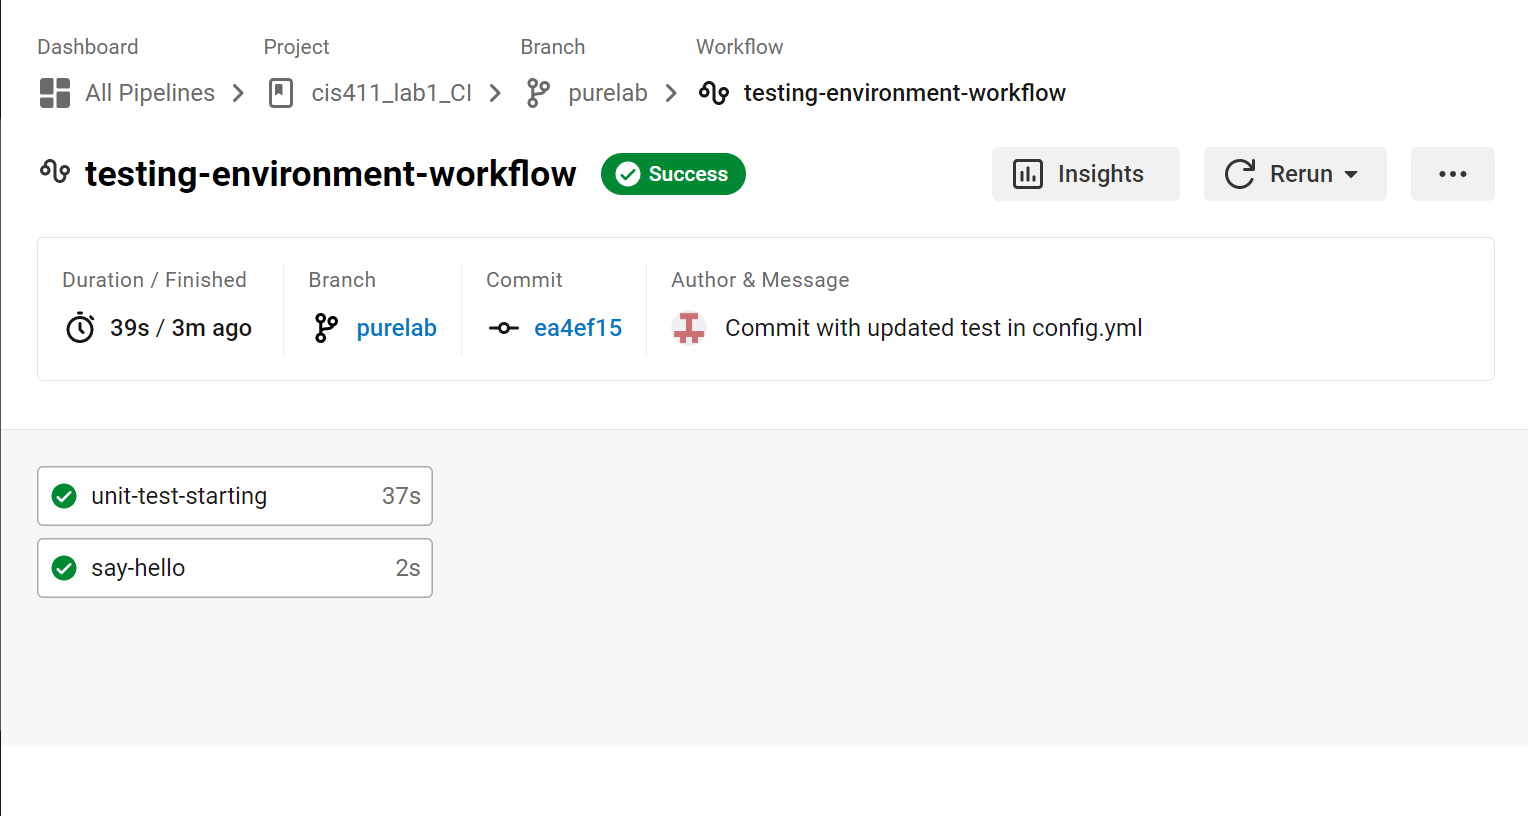 Dashboard Project Branch Workflow
All Pipelines cis411_lab1_CI purelab testing-environment-workflow
testing-environment-workflow Success Insights Rerun
Duration / Finished Branch Commit Author & Message
39s / 3m ago purelab ea4ef15 Commit with updated test in config.yml
unit-test-starting 37s
say-hello 2s